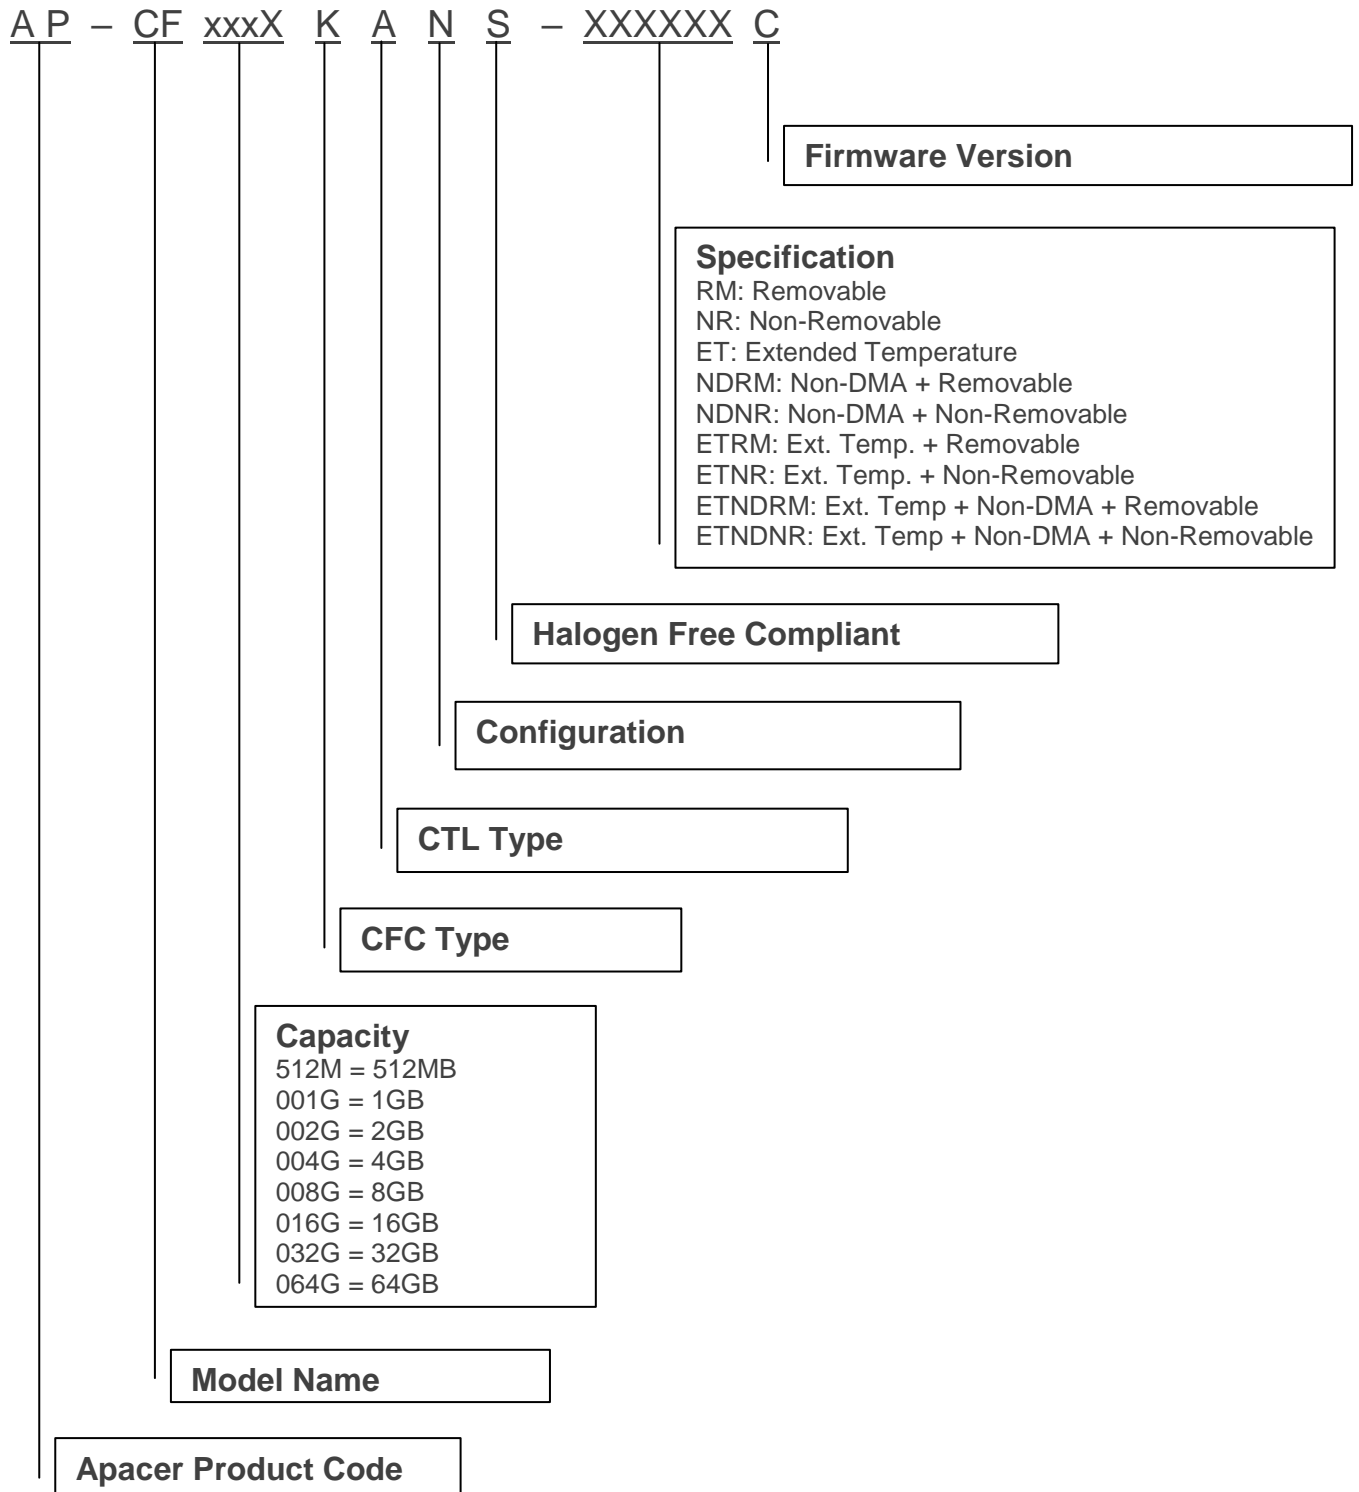 A P – CF xxxX K A N S – XXXXXX C
Firmware Version
Specification
RM: Removable
NR: Non-Removable
ET: Extended Temperature
NDRM: Non-DMA + Removable
NDNR: Non-DMA + Non-Removable
ETRM: Ext. Temp. + Removable
ETNR: Ext. Temp. + Non-Removable
ETNDRM: Ext. Temp + Non-DMA + Removable
ETNDNR: Ext. Temp + Non-DMA + Non-Removable
Halogen Free Compliant
Configuration
CTL Type
CFC Type
Capacity
512M = 512MB
001G = 1GB
002G = 2GB
004G = 4GB
008G = 8GB
016G = 16GB
032G = 32GB
064G = 64GB
Model Name
Apacer Product Code